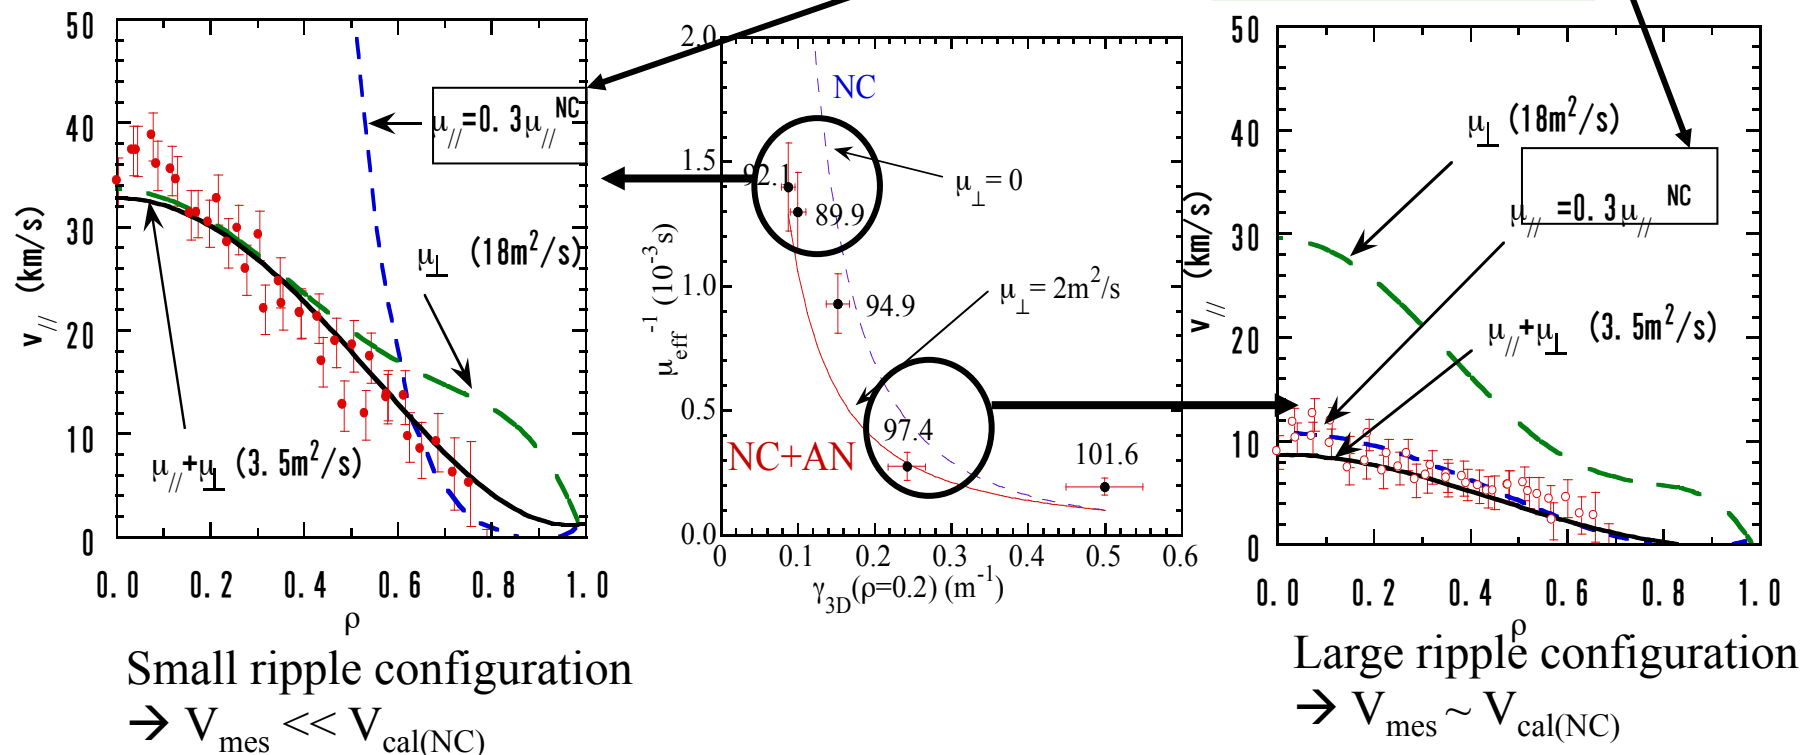 50
40
30
20
10
0
v// (km/s)
μ//=0.3μ//NC
μ⊥ (18m²/s)
μ//+μ⊥ (3.5m²/s)
0.0 0.2 0.4 0.6 0.8 1.0
ρ
Small ripple configuration
→ Vmes << Vcal(NC)
2.0
1.5
1.0
0.5
0.0
μeff⁻¹ (10⁻³ s)
NC
92.1
89.9
μ⊥= 0
94.9
μ⊥= 2m²/s
97.4
NC+AN
101.6
0 0.1 0.2 0.3 0.4 0.5 0.6
γ3D(ρ=0.2) (m⁻¹)
50
40
30
20
10
0
v// (km/s)
μ⊥ (18m²/s)
μ// =0.3μ//NC
μ//+μ⊥ (3.5m²/s)
0.0 0.2 0.4 0.6 0.8 1.0
ρ
Large ripple configuration
→ Vmes ~ Vcal(NC)